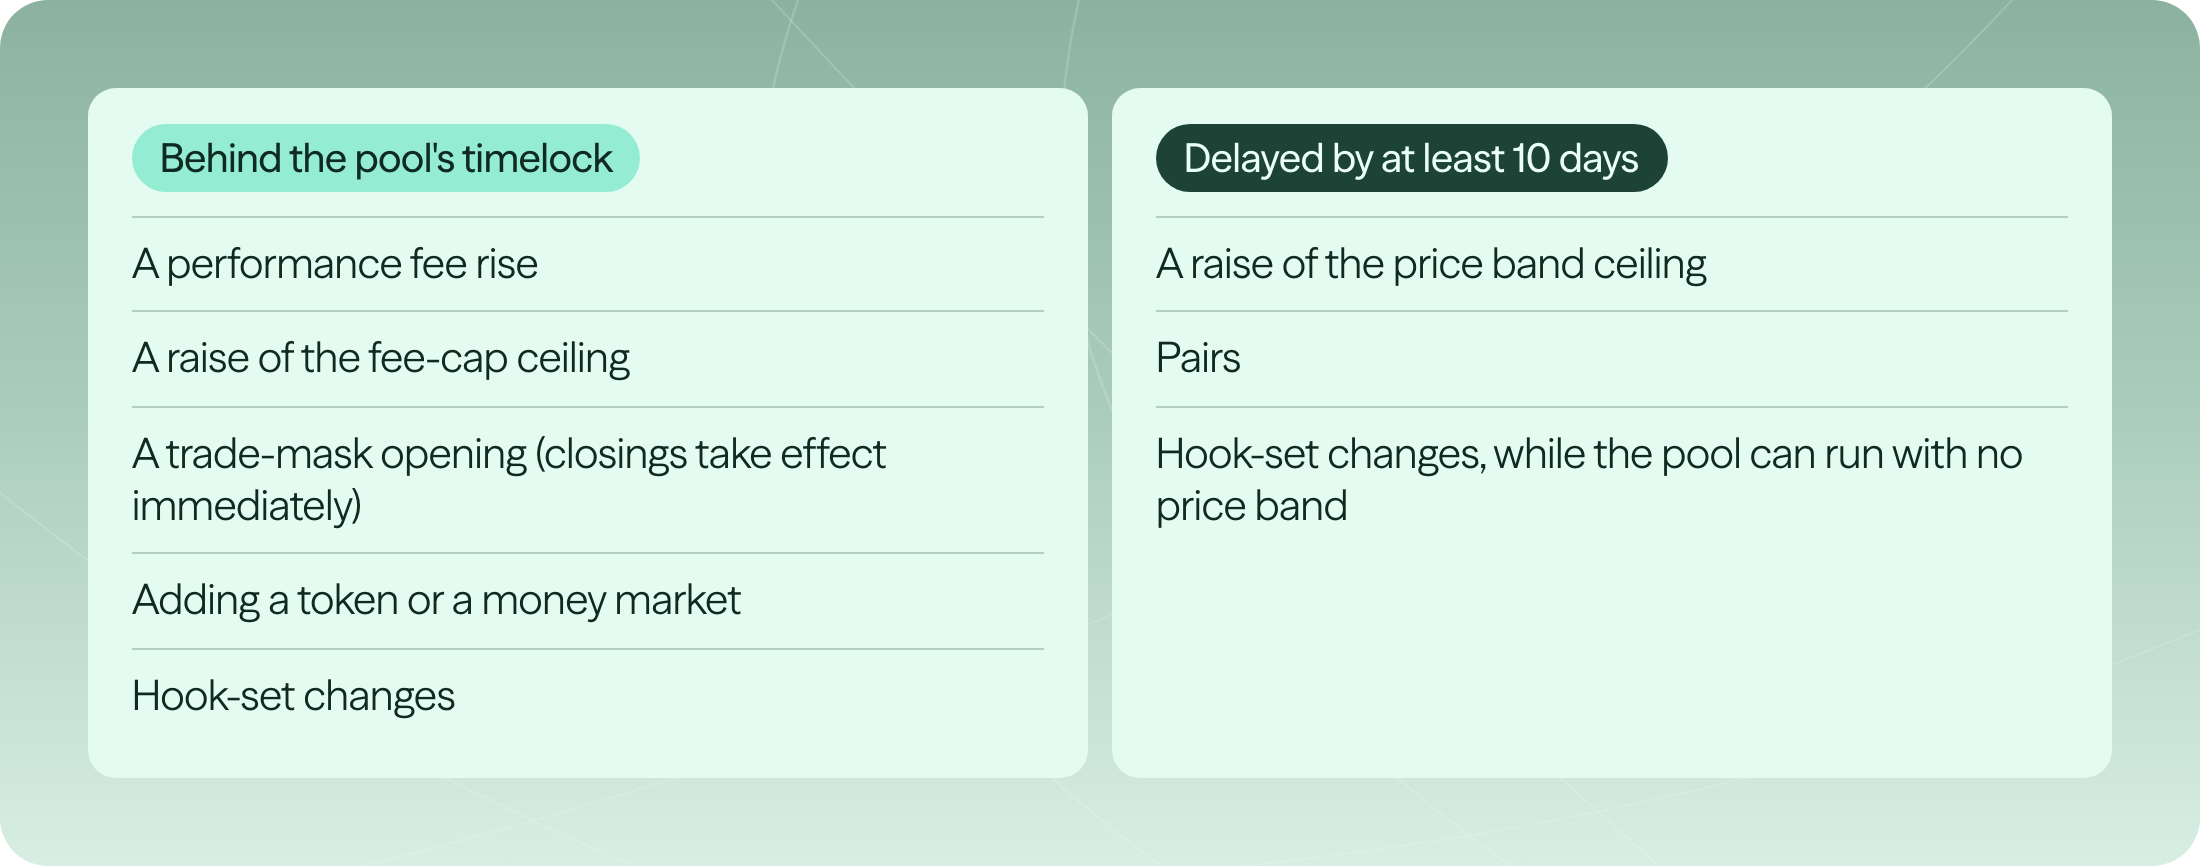 Behind the pool's timelock
A performance fee rise
A raise of the fee-cap ceiling
A trade-mask opening (closings take effect
immediately)
Adding a token or a money market
Hook-set changes
Delayed by at least 10 days
A raise of the price band ceiling
Pairs
Hook-set changes, while the pool can run with no
price band